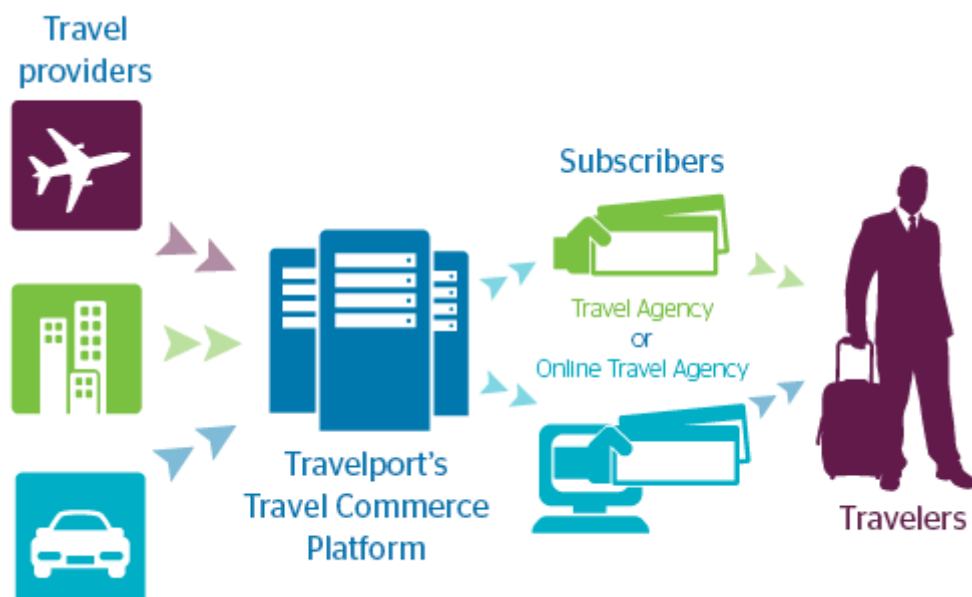 Travel
providers
Subscribers
Travel Agency
or
Online Travel Agency
Travelport's
Travel Commerce
Platform
Travelers